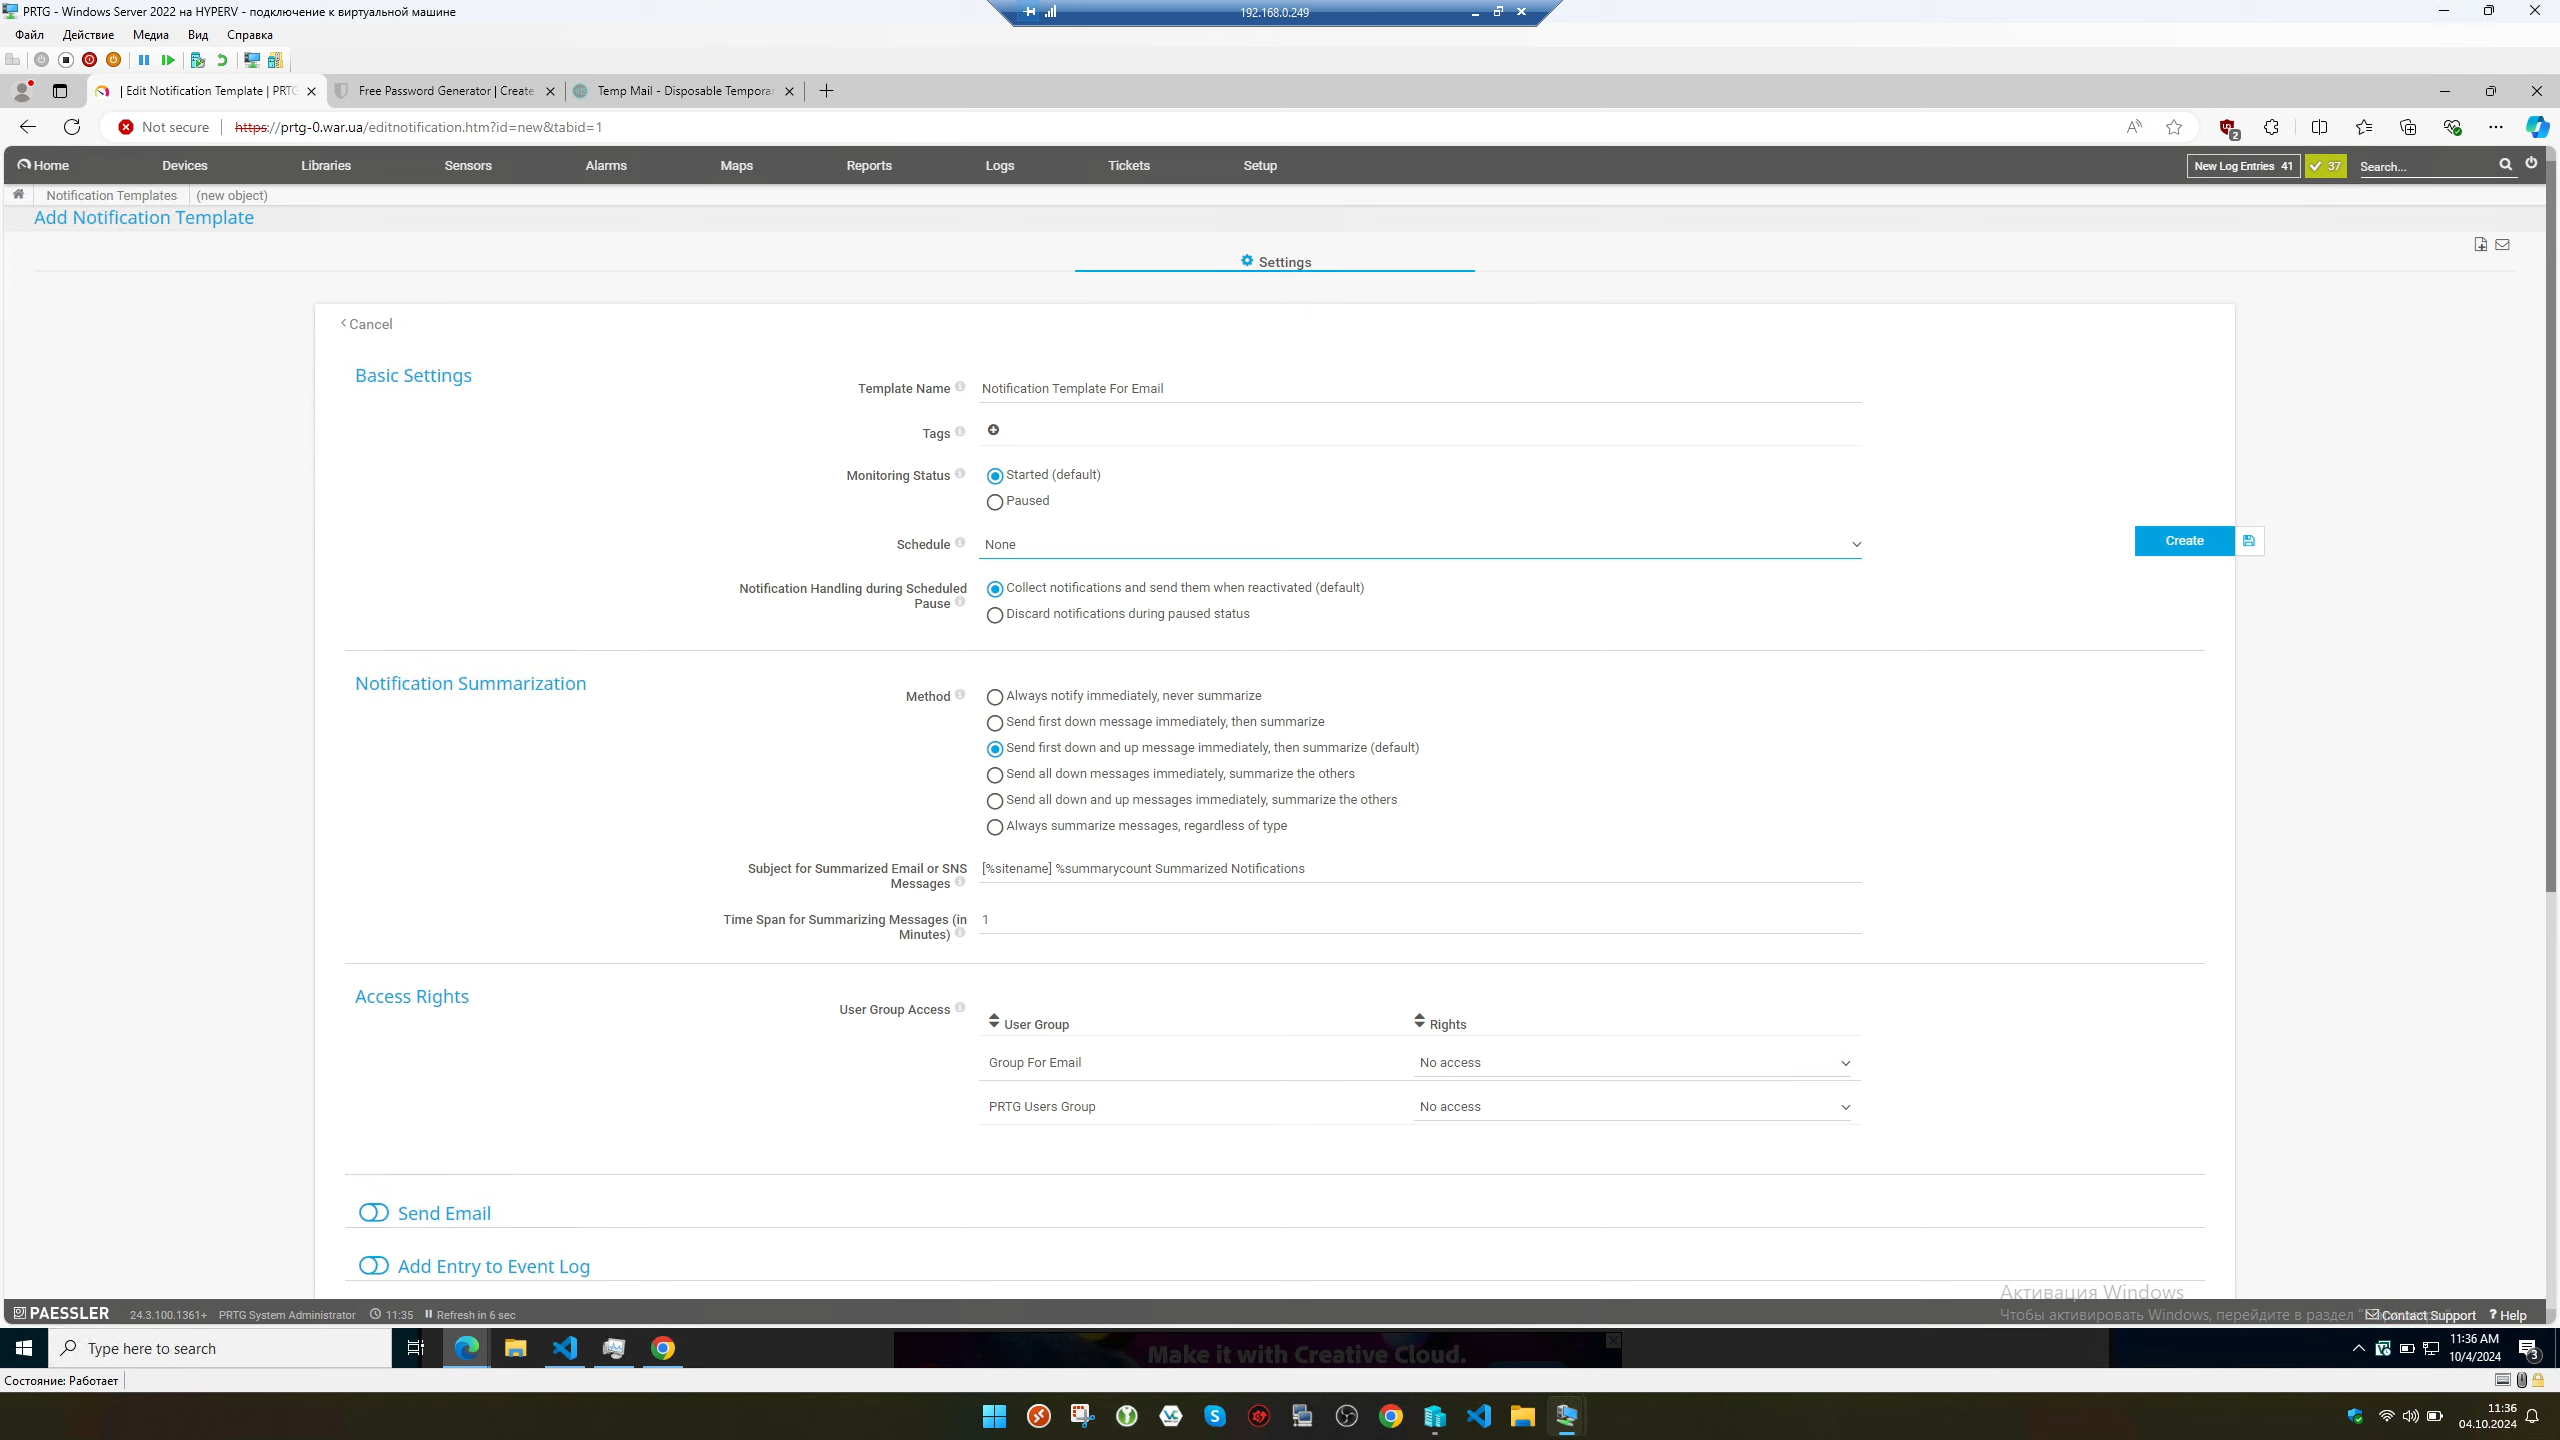 PRTG - Windows Server 2022 на HYPERV - подключение к виртуальной машине
192.168.0.249
Файл Действие Медиа Вид Справка
| Edit Notification Template | PRTG
Free Password Generator | Create
Temp Mail - Disposable Temporar
Not secure https://prtg-0.war.ua/editnotification.htm?id=new&tabid=1
2
Home Devices Libraries Sensors Alarms Maps Reports Logs Tickets Setup
New Log Entries 41 37 Search...
Notification Templates (new object)
Add Notification Template
Settings
Cancel
Basic Settings
Template Name Notification Template For Email
Tags
Monitoring Status Started (default)
Paused
Schedule None
Create
Notification Handling during Scheduled Pause
Collect notifications and send them when reactivated (default)
Discard notifications during paused status
Notification Summarization
Method Always notify immediately, never summarize
Send first down message immediately, then summarize
Send first down and up message immediately, then summarize (default)
Send all down messages immediately, summarize the others
Send all down and up messages immediately, summarize the others
Always summarize messages, regardless of type
Subject for Summarized Email or SNS Messages
[%sitename] %summarycount Summarized Notifications
Time Span for Summarizing Messages (in Minutes)
1
Access Rights
User Group Access
User Group Rights
Group For Email No access
PRTG Users Group No access
Send Email
Add Entry to Event Log
Активация Windows
Чтобы активировать Windows, перейдите в раздел
PAESSLER 24.3.100.1361+ PRTG System Administrator 11:35 Refresh in 6 sec
Contact Support ? Help
Type here to search
Make it with Creative Cloud.
11:36 AM
10/4/2024
3
Состояние: Работает
11:36
04.10.2024